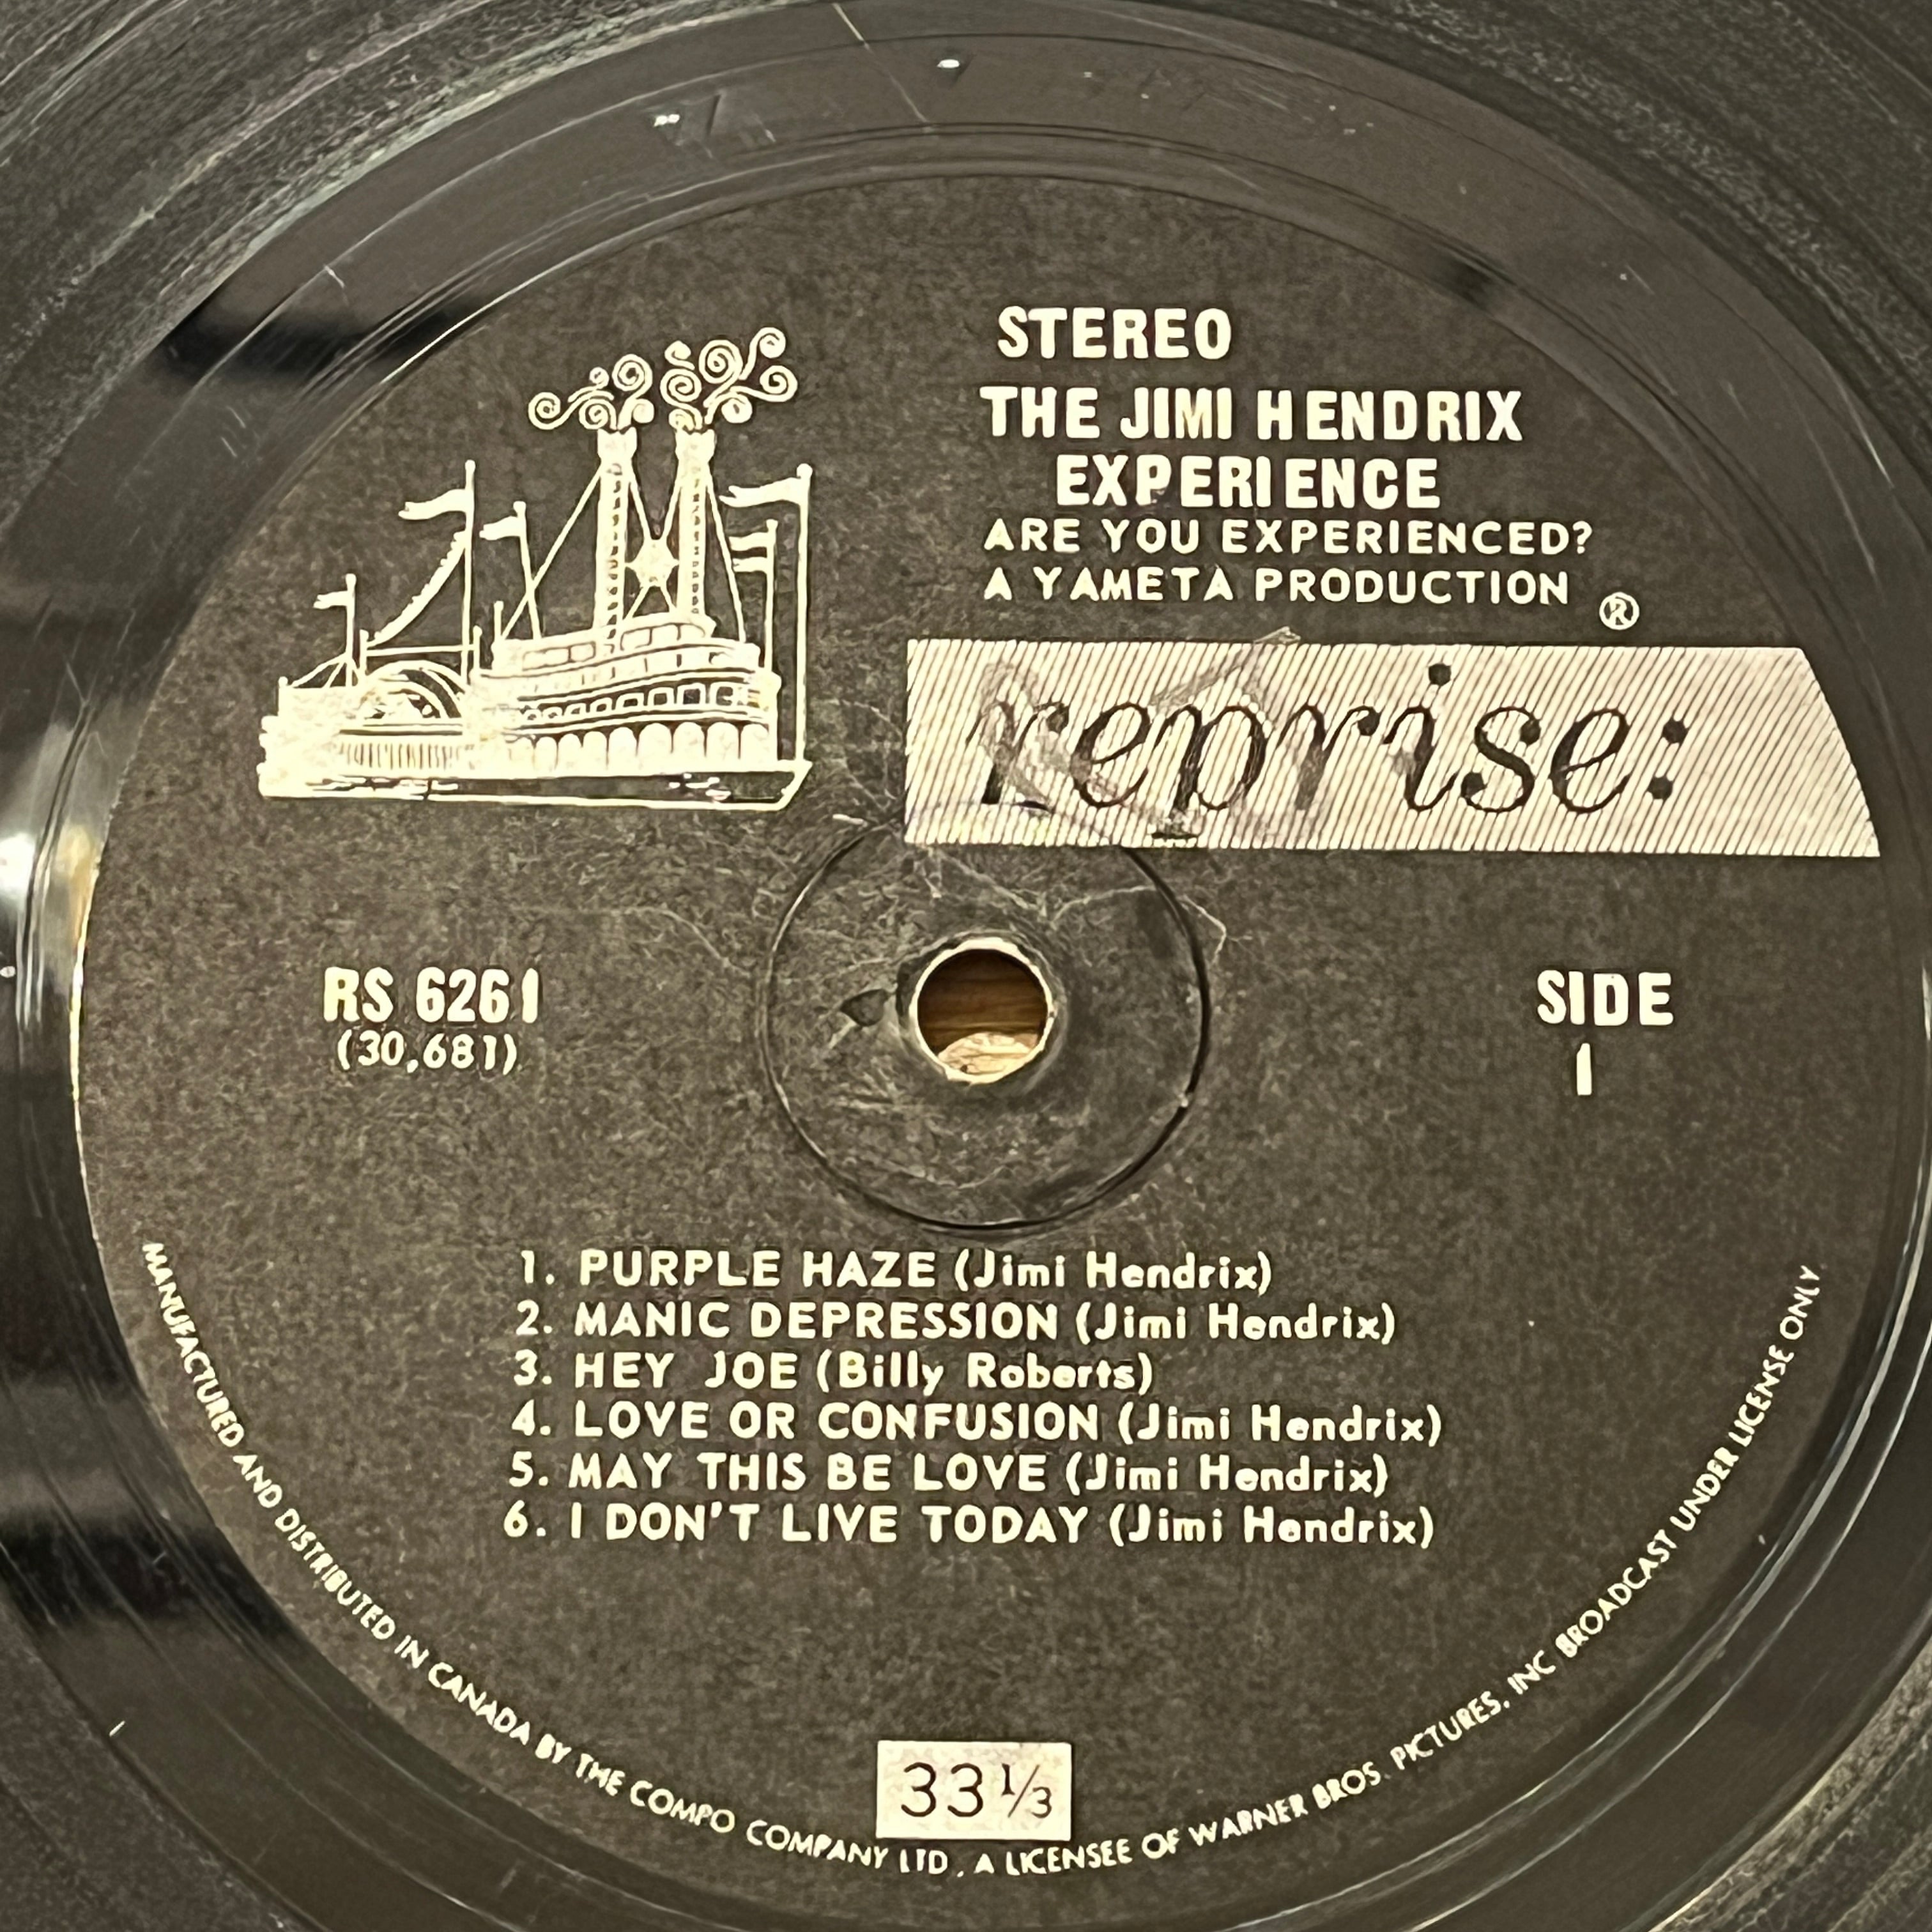 STEREO
THE JIMI HENDRIX
EXPERIENCE
ARE YOU EXPERIENCED?
A YAMETA PRODUCTION
®
reprise:
RS 6261
(30,681)
SIDE
1
1. PURPLE HAZE (Jimi Hendrix)
2. MANIC DEPRESSION (Jimi Hendrix)
3. HEY JOE (Billy Roberts)
4. LOVE OR CONFUSION (Jimi Hendrix)
5. MAY THIS BE LOVE (Jimi Hendrix)
6. I DON'T LIVE TODAY (Jimi Hendrix)
33 1/3
MANUFACTURED AND DISTRIBUTED IN CANADA BY THE COMPO COMPANY LTD., A LICENSEE OF WARNER BROS. PICTURES, INC BROADCAST UNDER LICENSE ONLY